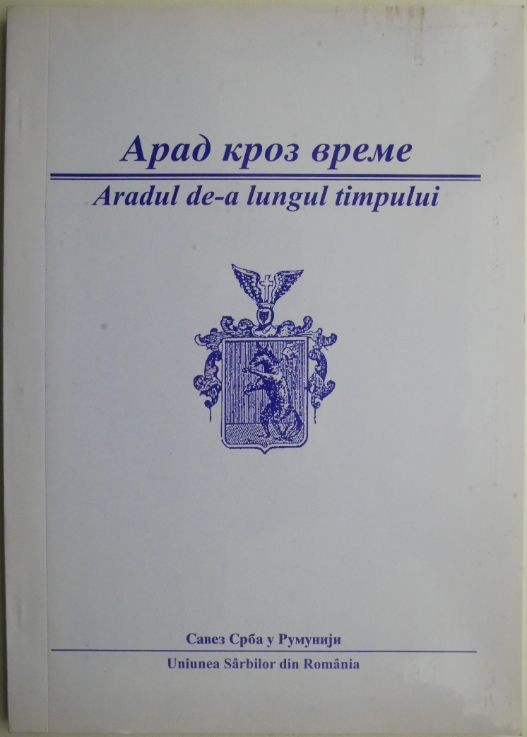 Арад кроз време
Aradul de-a lungul timpului
Савез Срба у Румунији
Uniunea Sârbilor din România